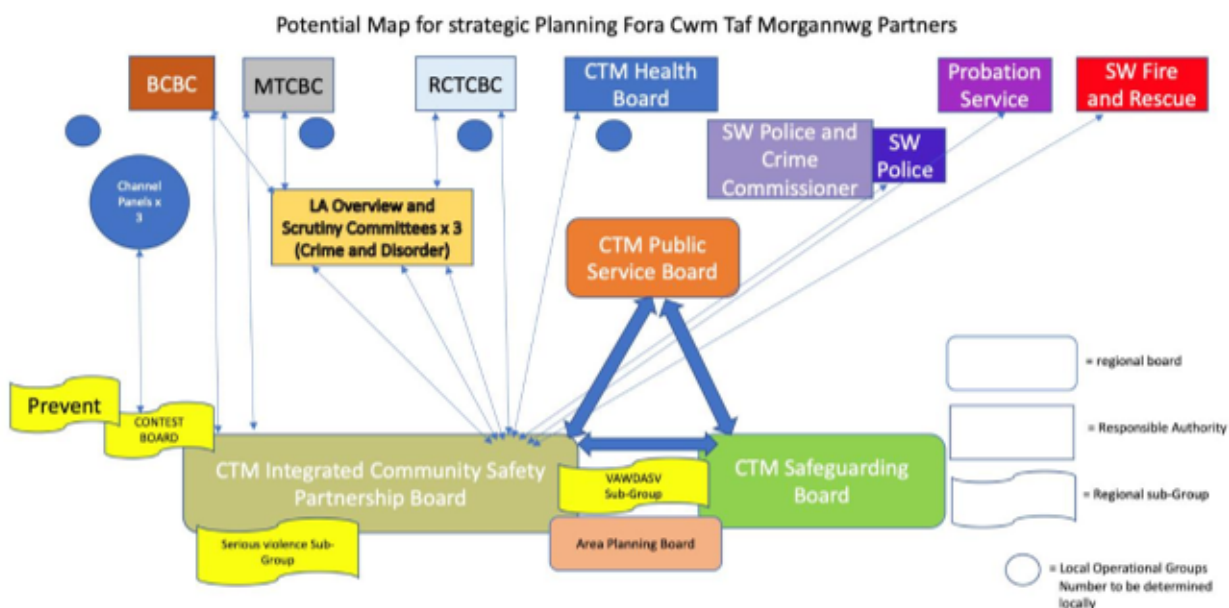 Potential Map for strategic Planning Fora Cwm Taf Morgannwg Partners
BCBC
MTCBC
RCTCBC
CTM Health
Board
Probation
Service
SW Fire
and Rescue
SW Police and
Crime
Commissioner
SW
Police
Channel
Panels x
3
LA Overview and
Scrutiny Committees x 3
(Crime and Disorder)
CTM Public
Service Board
= regional board
Prevent
CONTEST
BOARD
= Responsible Authority
CTM Integrated Community Safety
Partnership Board
VAWDASV
Sub-Group
CTM Safeguarding
Board
= Regional sub-Group
Serious violence Sub-
Group
Area Planning Board
= Local Operational Groups
Number to be determined
locally